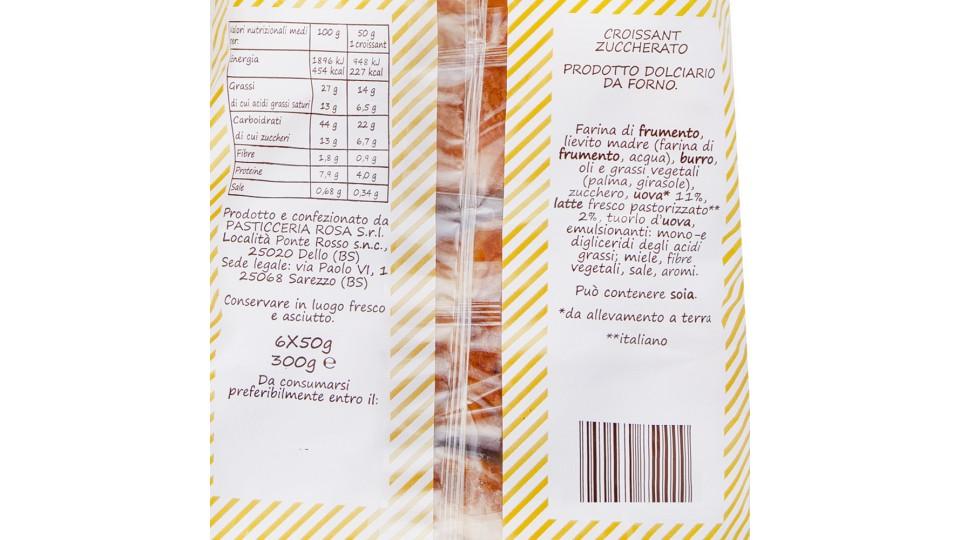 valori nutrizionali medi per: 100 g 50 g 1 croissant
Energia 1896 kJ 454 kcal 948 kJ 227 kcal
Grassi 27 g 14 g
di cui acidi grassi saturi 13 g 6,5 g
Carboidrati 44 g 22 g
di cui zuccheri 13 g 6,7 g
Fibre 1,8 g 0,9 g
Proteine 7,9 g 4,0 g
Sale 0,68 g 0,34 g
Prodotto e confezionato da
PASTICCERIA ROSA S.r.l.
Località Ponte Rosso s.n.c.,
25020 Dello (BS)
Sede legale: via Paolo VI, 1
25068 Sarezzo (BS)
Conservare in luogo fresco
e asciutto.
6X50g
300g e
Da consumarsi
preferibilmente entro il:
CROISSANT
ZUCCHERATO
PRODOTTO DOLCIARIO
DA FORNO.
Farina di frumento,
lievito madre (farina di
frumento, acqua), burro,
oli e grassi vegetali
(palma, girasole),
zucchero, uova* 11%,
latte fresco pastorizzato**
2%, tuorlo d'uova,
emulsionanti: mono-e
digliceridi degli acidi
grassi; miele, fibre
vegetali, sale, aromi.
Può contenere soia.
*da allevamento a terra
**italiano